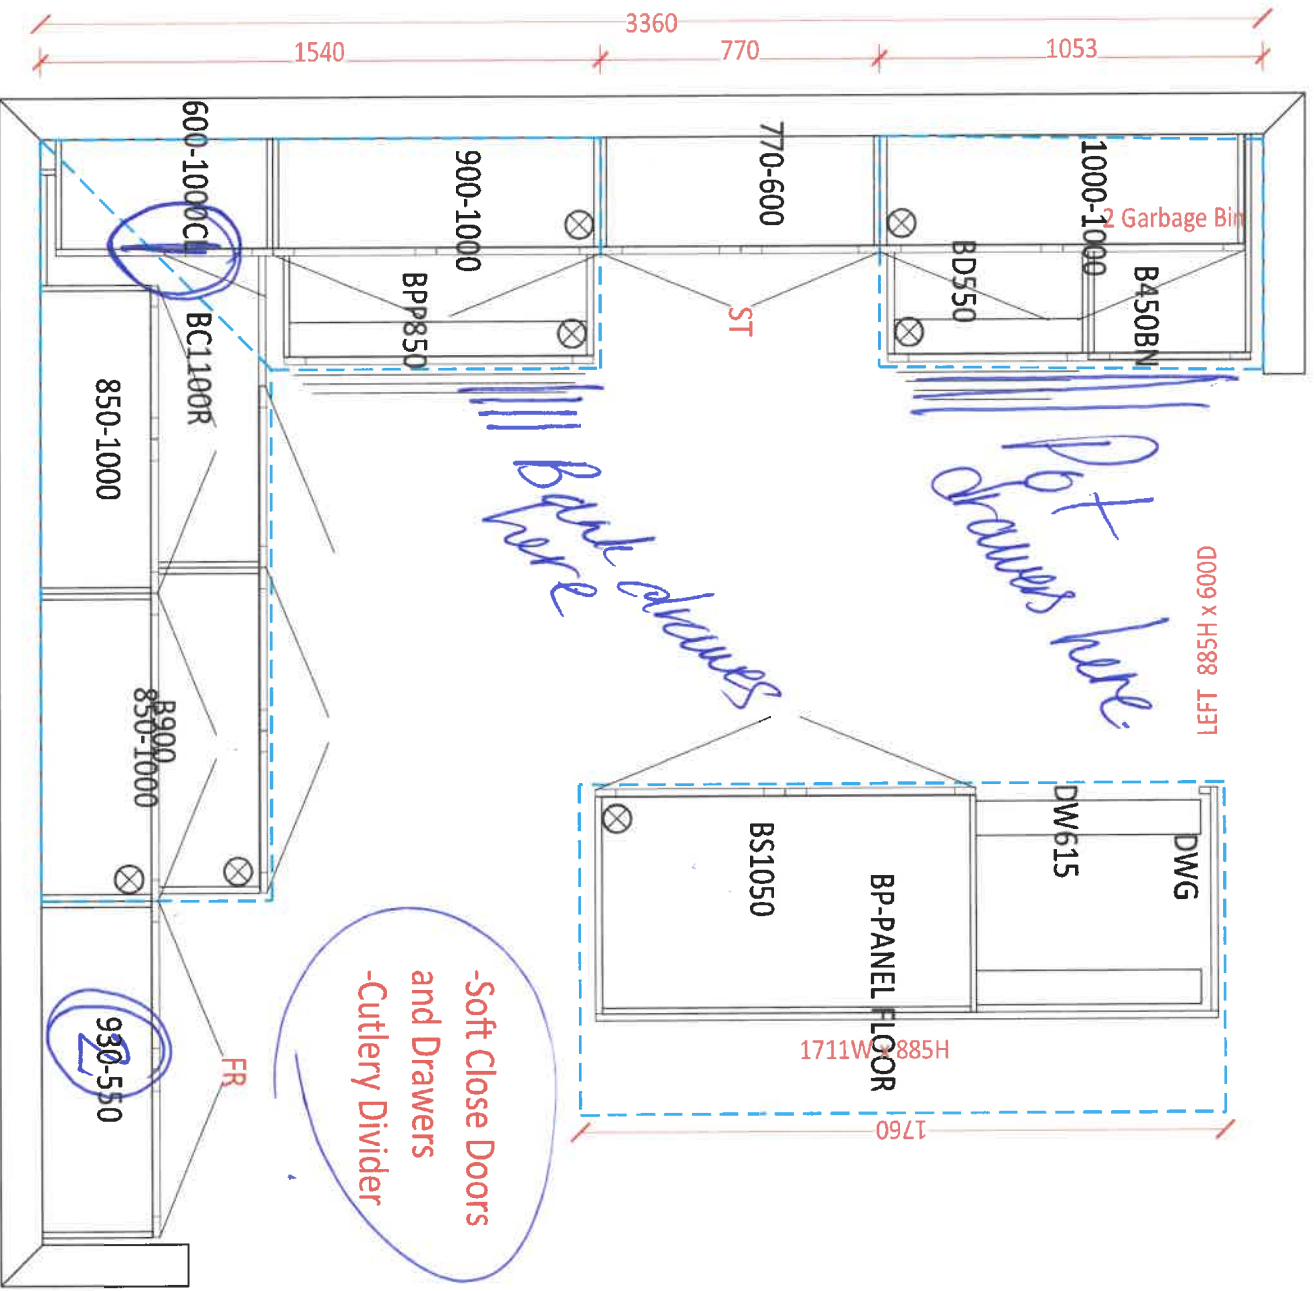 3360
1540
770
1053
600-1000CL
900-1000
770-600
1000-1000
2 Garbage Bin
BPP850
BD550
B450BN
ST
BC1100R
850-1000
Bank drawers
here
Pot
drawers here.
LEFT 885H x 600D
B900
850-1000
BS1050
DW615
DWG
BP-PANEL FLOOR
1711W x 885H
1760
930-550
2
FR
-Soft Close Doors
and Drawers
-Cutlery Divider